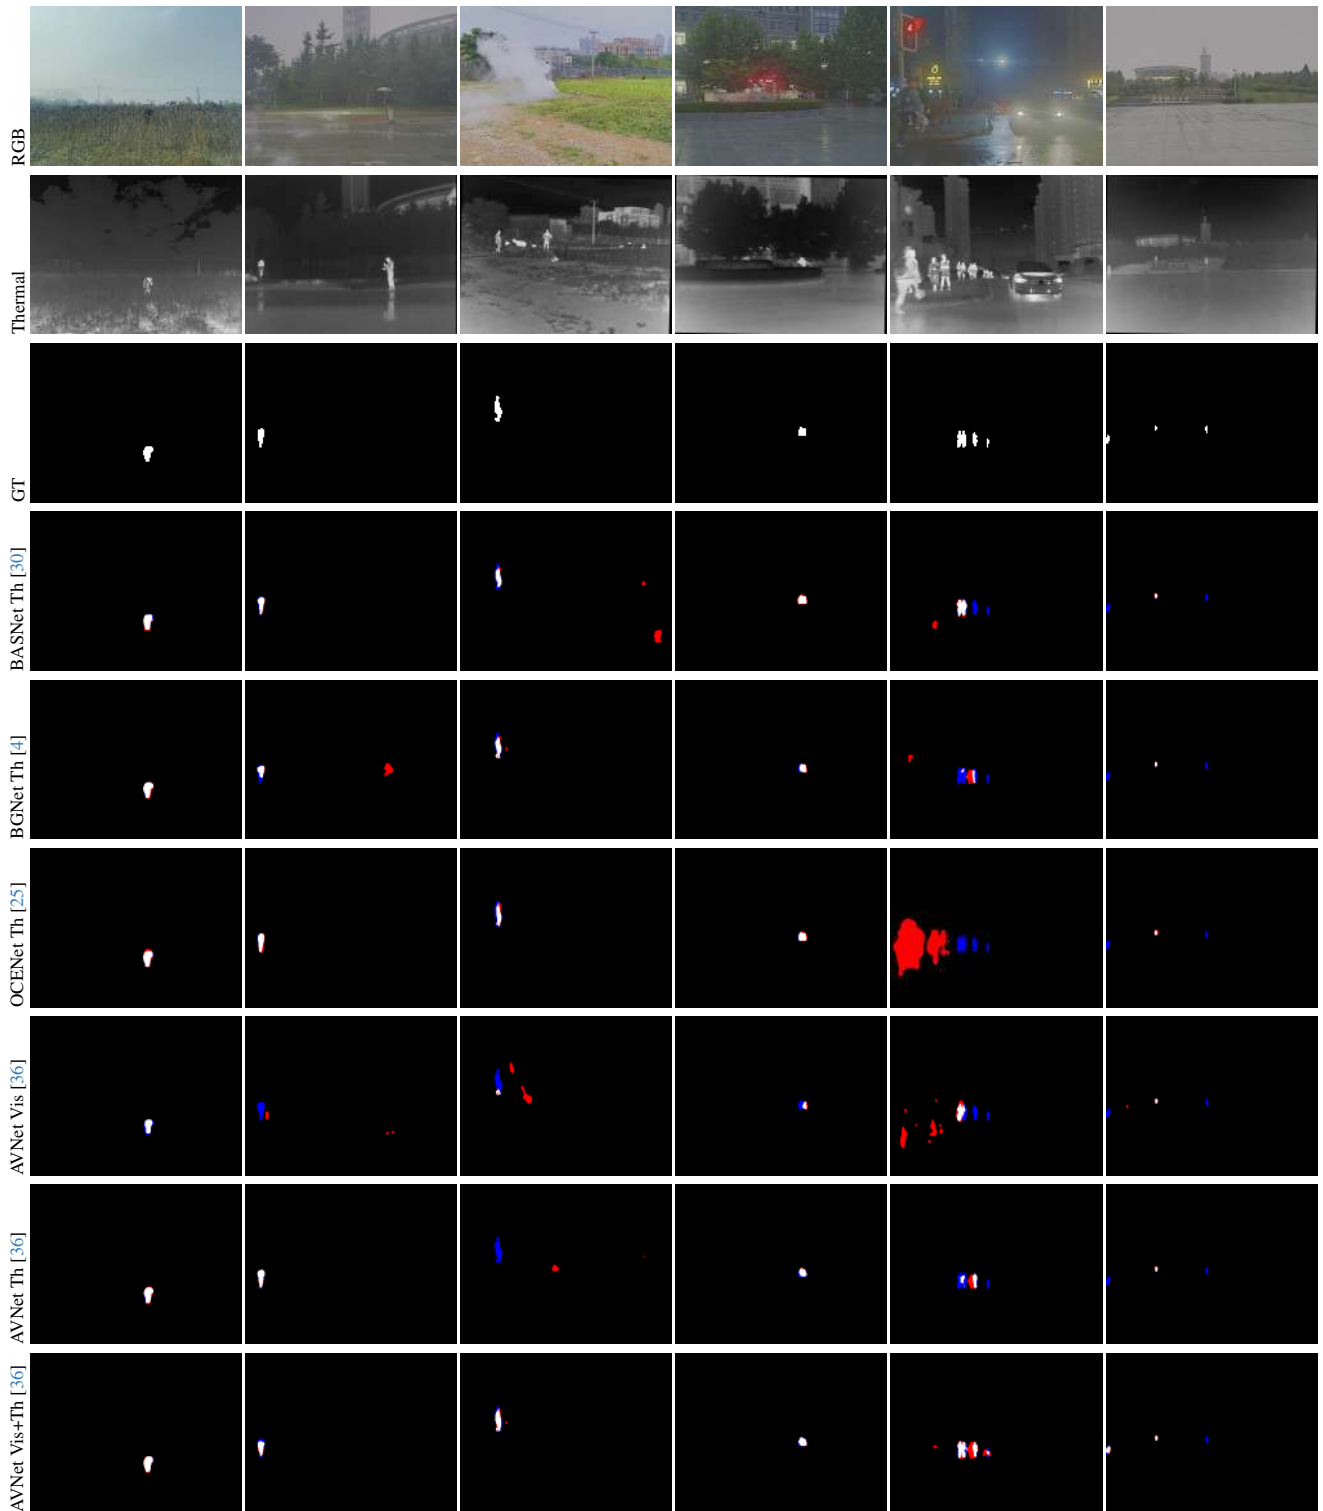 RGB
Thermal
GT
BASNet Th [30]
BGNet Th [4]
OCENet Th [25]
AVNet Vis [36]
AVNet Th [36]
AVNet Vis+Th [36]